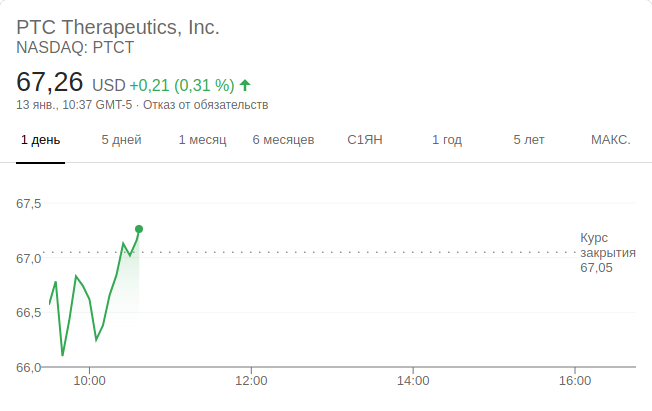 PTC Therapeutics, Inc.
NASDAQ: PTCT
67,26 USD +0,21 (0,31 %)
13 янв., 10:37 GMT-5 · Отказ от обязательств
1 день 5 дней 1 месяц 6 месяцев С1ЯН 1 год 5 лет МАКС.
67,5
67,0
66,5
66,0
Курс
закрытия
67,05
10:00 12:00 14:00 16:00